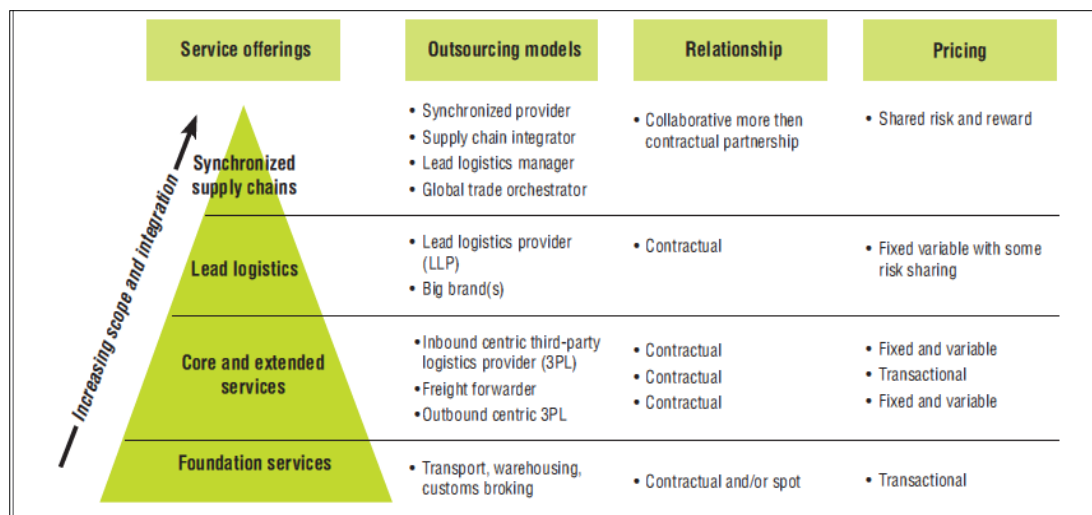 Service offerings
Outsourcing models
Relationship
Pricing
Increasing scope and integration
Synchronized
supply chains
• Synchronized provider
• Supply chain integrator
• Lead logistics manager
• Global trade orchestrator
• Collaborative more then
contractual partnership
• Shared risk and reward
Lead logistics
• Lead logistics provider
(LLP)
• Big brand(s)
• Contractual
• Fixed variable with some
risk sharing
Core and extended
services
• Inbound centric third-party
logistics provider (3PL)
• Freight forwarder
• Outbound centric 3PL
• Contractual
• Contractual
• Contractual
• Fixed and variable
• Transactional
• Fixed and variable
Foundation services
• Transport, warehousing,
customs broking
• Contractual and/or spot
• Transactional